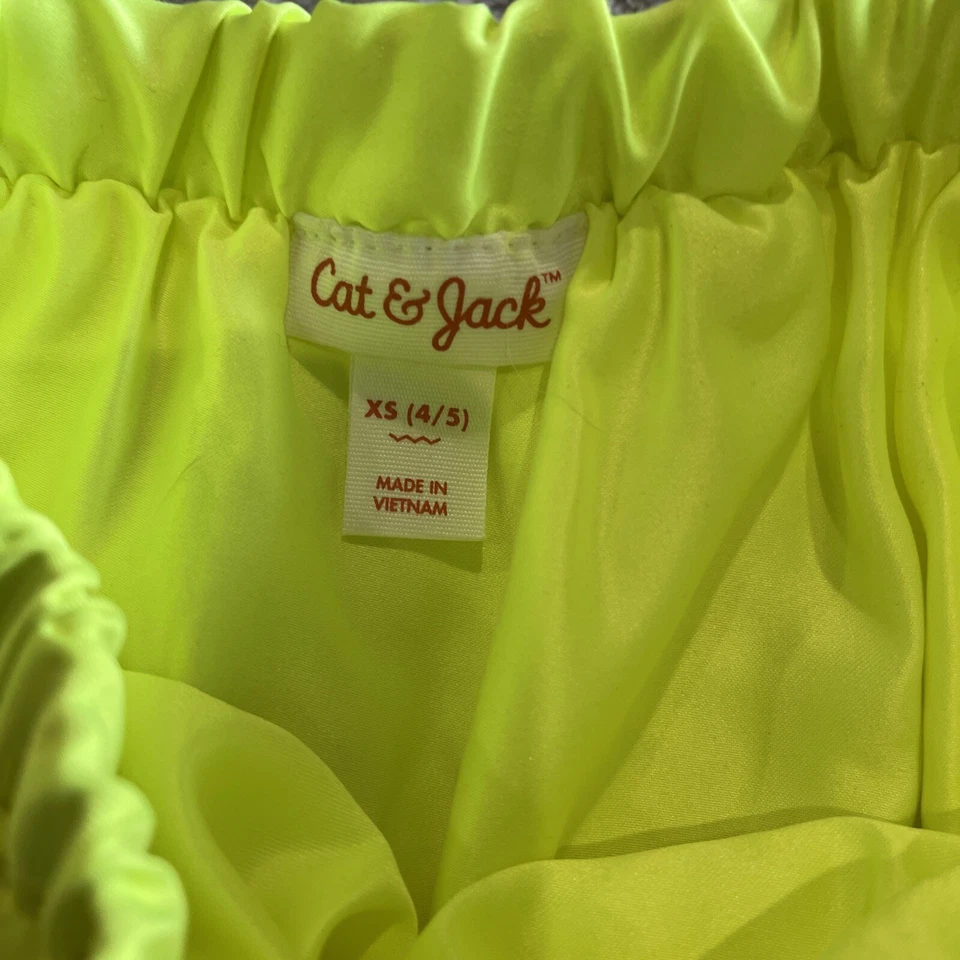 Cat & Jack™
XS (4/5)
MADE IN
VIETNAM